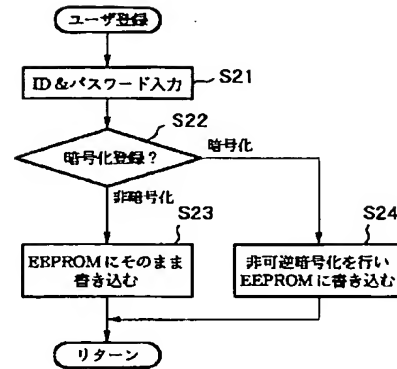 ユーザ登録
ID&パスワード入力
S21
S22
暗号化登録?
暗号化
非暗号化
S23
EEPROMにそのまま
書き込む
S24
非可逆暗号化を行い
EEPROMに書き込む
リターン